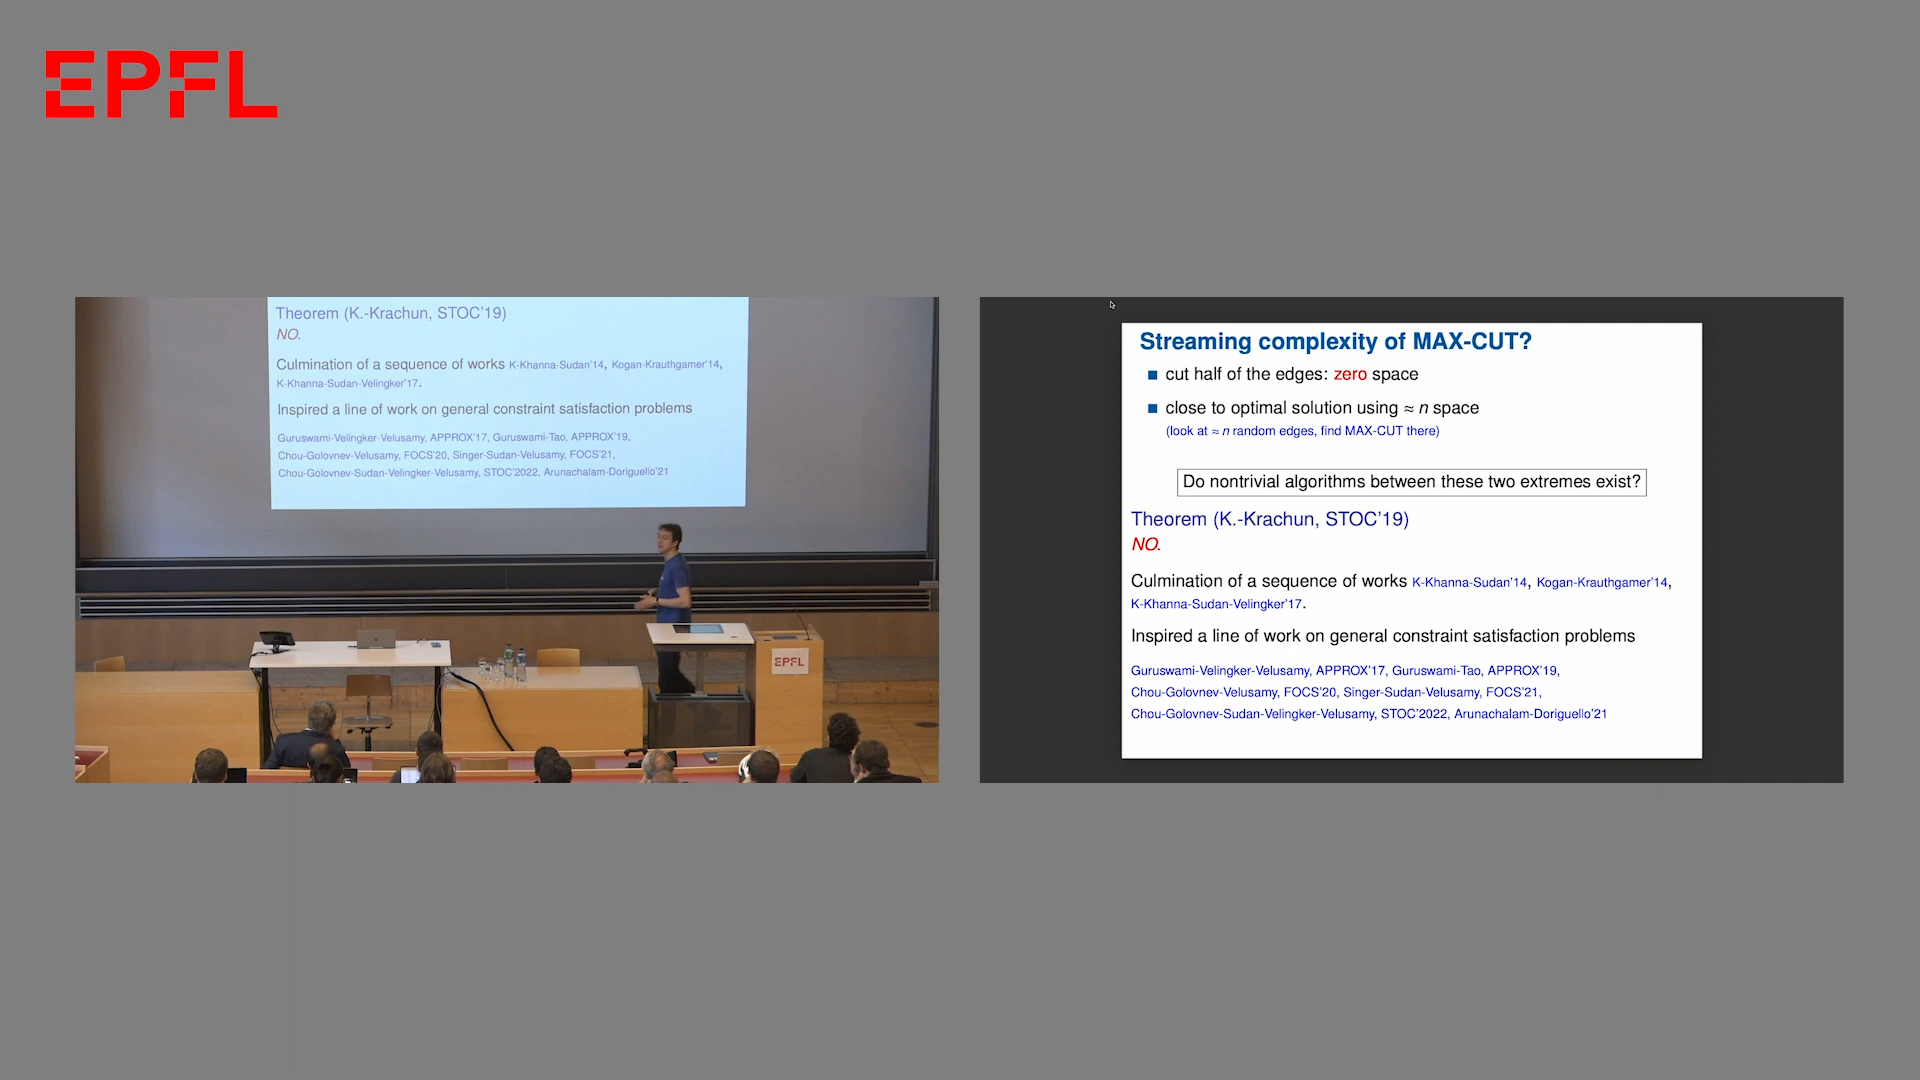 EPFL
Theorem (K.-Krachun, STOC'19)
NO.
Culmination of a sequence of works K-Khanna-Sudan'14, Kogan-Krauthgamer'14,
K-Khanna-Sudan-Velingker'17.
Inspired a line of work on general constraint satisfaction problems
Guruswami-Velingker-Velusamy, APPROX'17, Guruswami-Tao, APPROX'19,
Chou-Golovnev-Velusamy, FOCS'20, Singer-Sudan-Velusamy, FOCS'21,
Chou-Golovnev-Sudan-Velingker-Velusamy, STOC'2022, Arunachalam-Doriguello'21
EPFL
Streaming complexity of MAX-CUT?
cut half of the edges: zero space
close to optimal solution using ≈ n space
(look at ≈ n random edges, find MAX-CUT there)
Do nontrivial algorithms between these two extremes exist?
Theorem (K.-Krachun, STOC'19)
NO.
Culmination of a sequence of works K-Khanna-Sudan'14, Kogan-Krauthgamer'14,
K-Khanna-Sudan-Velingker'17.
Inspired a line of work on general constraint satisfaction problems
Guruswami-Velingker-Velusamy, APPROX'17, Guruswami-Tao, APPROX'19,
Chou-Golovnev-Velusamy, FOCS'20, Singer-Sudan-Velusamy, FOCS'21,
Chou-Golovnev-Sudan-Velingker-Velusamy, STOC'2022, Arunachalam-Doriguello'21